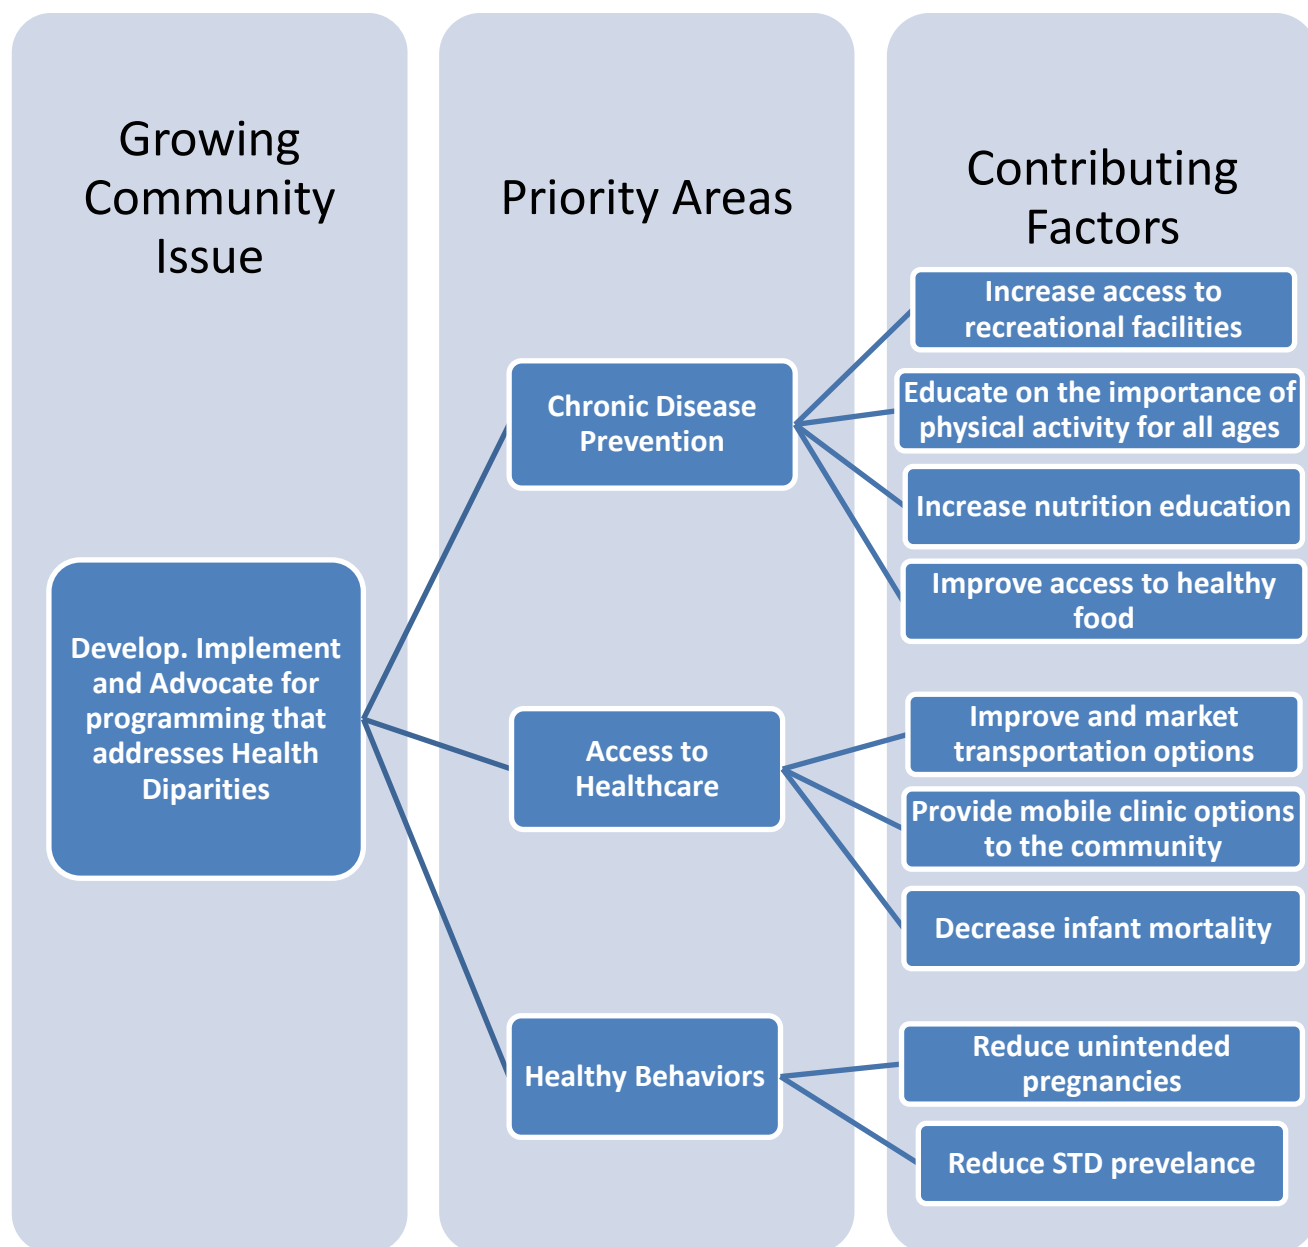 Growing
Community
Issue
Develop. Implement
and Advocate for
programming that
addresses Health
Diparities
Priority Areas
Chronic Disease
Prevention
Access to
Healthcare
Healthy Behaviors
Contributing
Factors
Increase access to
recreational facilities
Educate on the importance of
physical activity for all ages
Increase nutrition education
Improve access to healthy
food
Improve and market
transportation options
Provide mobile clinic options
to the community
Decrease infant mortality
Reduce unintended
pregnancies
Reduce STD prevelance